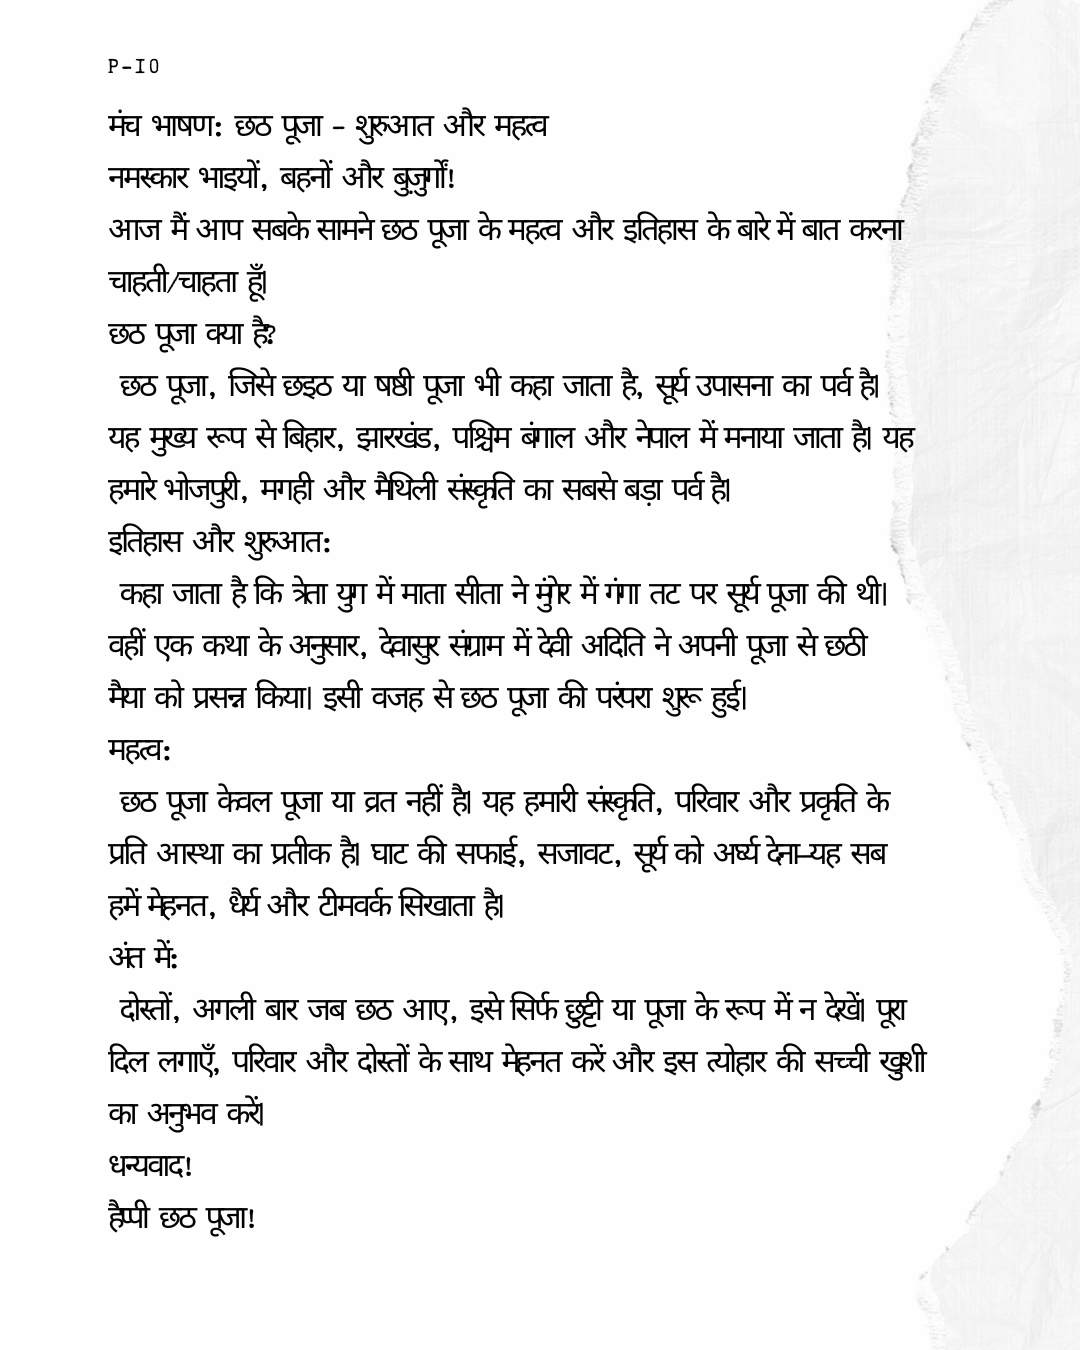 P-10
मंच भाषण: छठ पूजा - शुरुआत और महत्व
नमस्कार भाइयों, बहनों और बुज़ुर्गों!
आज मैं आप सबके सामने छठ पूजा के महत्व और इतिहास के बारे में बात करना
चाहती/चाहता हूँ|
छठ पूजा क्या है?
छठ पूजा, जिसे छइठ या षष्ठी पूजा भी कहा जाता है, सूर्य उपासना का पर्व है|
यह मुख्य रूप से बिहार, झारखंड, पश्चिम बंगाल और नेपाल में मनाया जाता है| यह
हमारे भोजपुरी, मगही और मैथिली संस्कृति का सबसे बड़ा पर्व है|
इतिहास और शुरुआत:
कहा जाता है कि त्रेता युग में माता सीता ने मुंगेर में गंगा तट पर सूर्य पूजा की थी|
वहीं एक कथा के अनुसार, देवासुर संग्राम में देवी अदिति ने अपनी पूजा से छठी
मैया को प्रसन्न किया| इसी वजह से छठ पूजा की परंपरा शुरू हुई|
महत्व:
छठ पूजा केवल पूजा या व्रत नहीं है| यह हमारी संस्कृति, परिवार और प्रकृति के
प्रति आस्था का प्रतीक है| घाट की सफाई, सजावट, सूर्य को अर्घ्य देना—यह सब
हमें मेहनत, धैर्य और टीमवर्क सिखाता है|
अंत में:
दोस्तों, अगली बार जब छठ आए, इसे सिर्फ छुट्टी या पूजा के रूप में न देखें| पूरा
दिल लगाएँ, परिवार और दोस्तों के साथ मेहनत करें और इस त्योहार की सच्ची खुशी
का अनुभव करें|
धन्यवाद!
हैप्पी छठ पूजा!